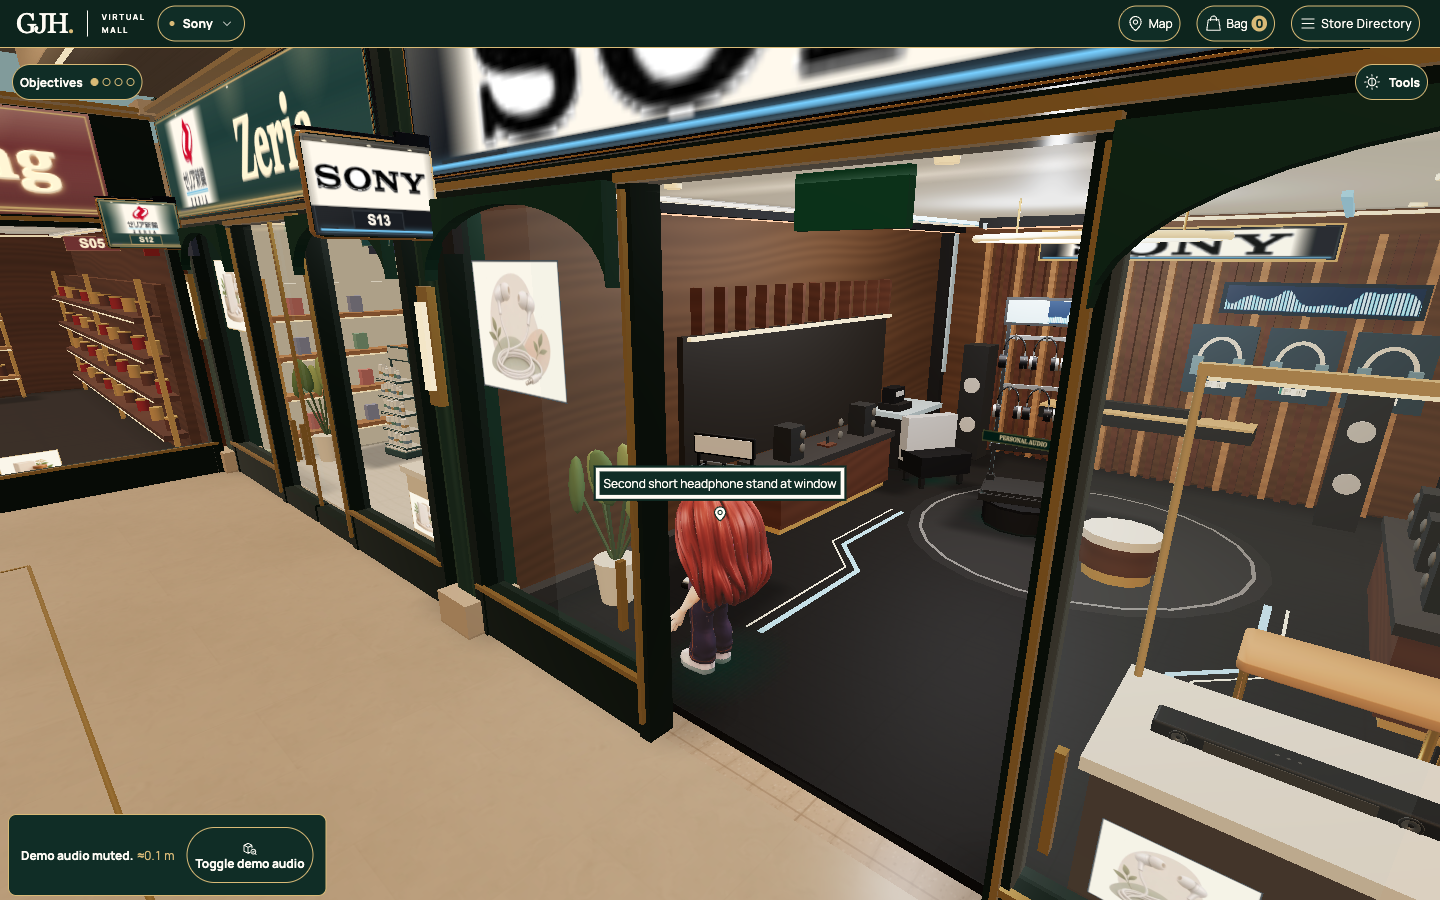 GJH.
VIRTUAL
MALL
Sony
Map
Bag 0
Store Directory
Objectives
Tools
SONY
S13
S05
S12
SONY
PERSONAL AUDIO
Second short headphone stand at window
Demo audio muted. ≈0.1 m
Toggle demo audio